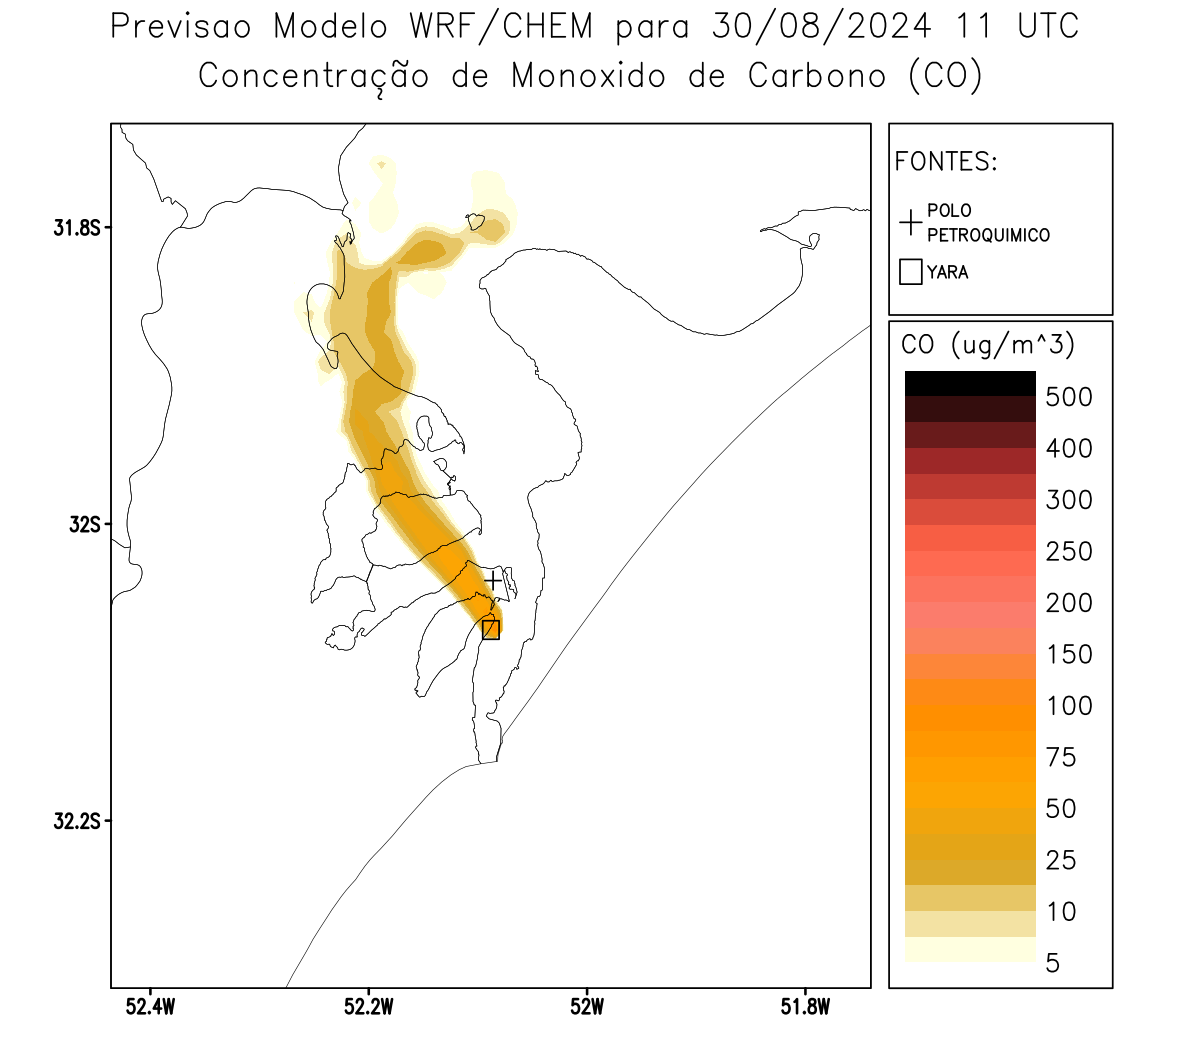 Previsao Modelo WRF/CHEM para 30/08/2024 11 UTC
Concentração de Monoxido de Carbono (CO)
FONTES:
POLO
PETROQUIMICO
YARA
CO (ug/m^3)
500
400
300
250
200
150
100
75
50
25
10
5
31.8S
32S
32.2S
52.4W
52.2W
52W
51.8W